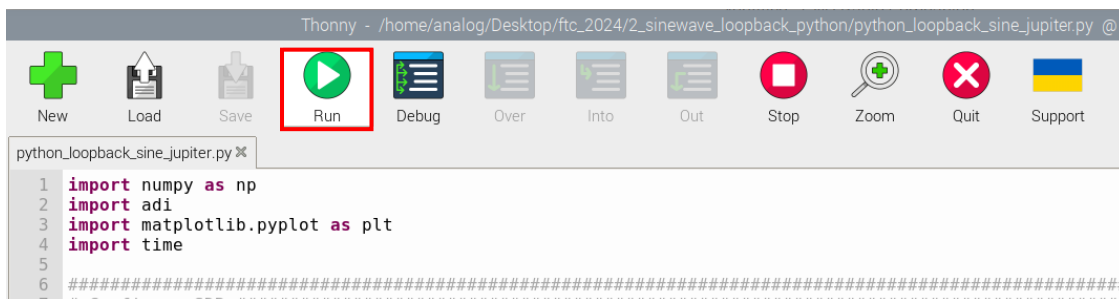 Thonny - /home/analog/Desktop/ftc_2024/2_sinewave_loopback_python/python_loopback_sine_jupiter.py @
New Load Save Run Debug Over Into Out Stop Zoom Quit Support
python_loopback_sine_jupiter.py
1 import numpy as np
2 import adi
3 import matplotlib.pyplot as plt
4 import time
5
6 ####################################################################################################